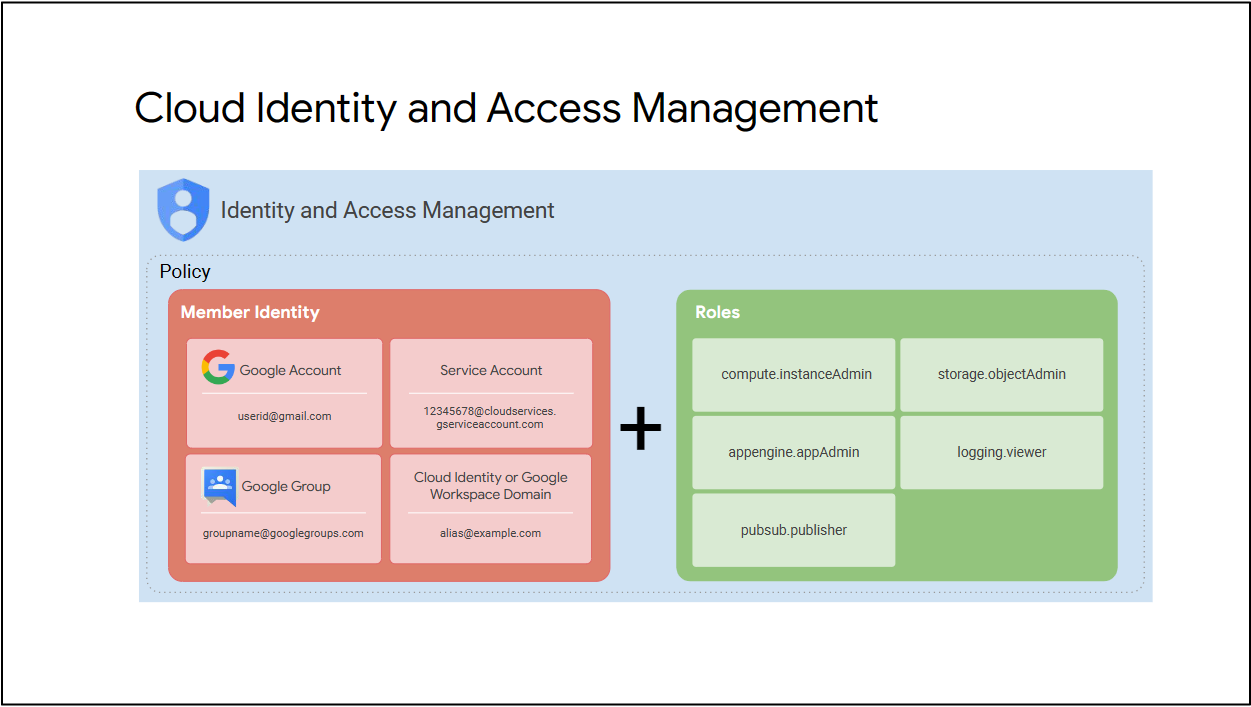 Cloud Identity and Access Management
Identity and Access Management
Policy
Member Identity
Google Account
userid@gmail.com
Service Account
12345678@cloudservices.
gserviceaccount.com
Google Group
groupname@googlegroups.com
Cloud Identity or Google
Workspace Domain
alias@example.com
+
Roles
compute.instanceAdmin
storage.objectAdmin
appengine.appAdmin
logging.viewer
pubsub.publisher